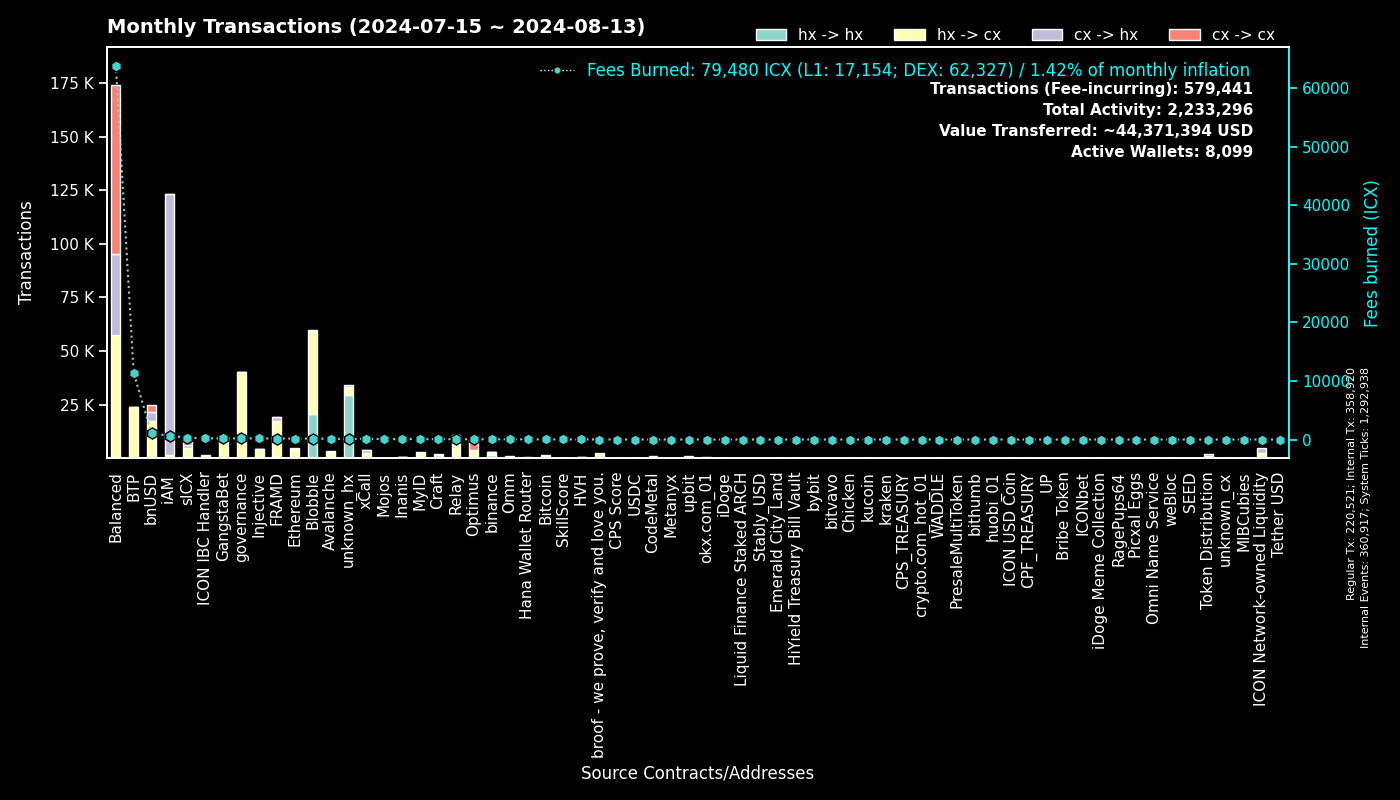 Monthly Transactions (2024-07-15 ~ 2024-08-13)
hx -> hx
hx -> cx
cx -> hx
cx -> cx
Fees Burned: 79,480 ICX (L1: 17,154; DEX: 62,327) / 1.42% of monthly inflation
Transactions (Fee-incurring): 579,441
Total Activity: 2,233,296
Value Transferred: ~44,371,394 USD
Active Wallets: 8,099
Transactions
175 K
150 K
125 K
100 K
75 K
50 K
25 K
60000
50000
40000
30000
20000
10000
0
Fees burned (ICX)
Regular Tx: 220,521; Internal Tx: 358,920
Internal Events: 360,917; System Ticks: 1,292,938
Balanced
BTP
bnUSD
iAM
sICX
ICON IBC Handler
GangstaBet
governance
Injective
FRAMD
Ethereum
Blobble
Avalanche
unknown_hx
xCall
Mojos
Inanis
MyID
Craft
Relay
Optimus
binance
Omm
Hana Wallet Router
Bitcoin
SkillScore
HVH
broof - we prove, verify and love you.
CPS Score
USDC
CodeMetal
Metanyx
upbit
okx.com_01
iDoge
Liquid Finance Staked ARCH
Stably_USD
Emerald City Land
HiYield Treasury Bill Vault
bybit
bitvavo
Chicken
kucoin
kraken
CPS_TREASURY
crypto.com_hot_01
WADDLE
PresaleMultiToken
bithumb
huobi_01
ICON USD Coin
CPF_TREASURY
UP
Bribe Token
ICONbet
iDoge Meme Collection
RagePups64
Picxal Eggs
Omni Name Service
weBloc
SEED
Token Distribution
unknown_cx
MIBCubies
ICON Network-owned Liquidity
Tether USD
Source Contracts/Addresses